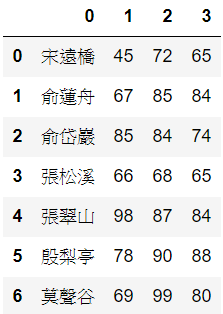 0 1 2 3
0 宋遠橋 45 72 65
1 俞蓮舟 67 85 84
2 俞岱巖 85 84 74
3 張松溪 66 68 65
4 張翠山 98 87 84
5 殷梨亭 78 90 88
6 莫聲谷 69 99 80